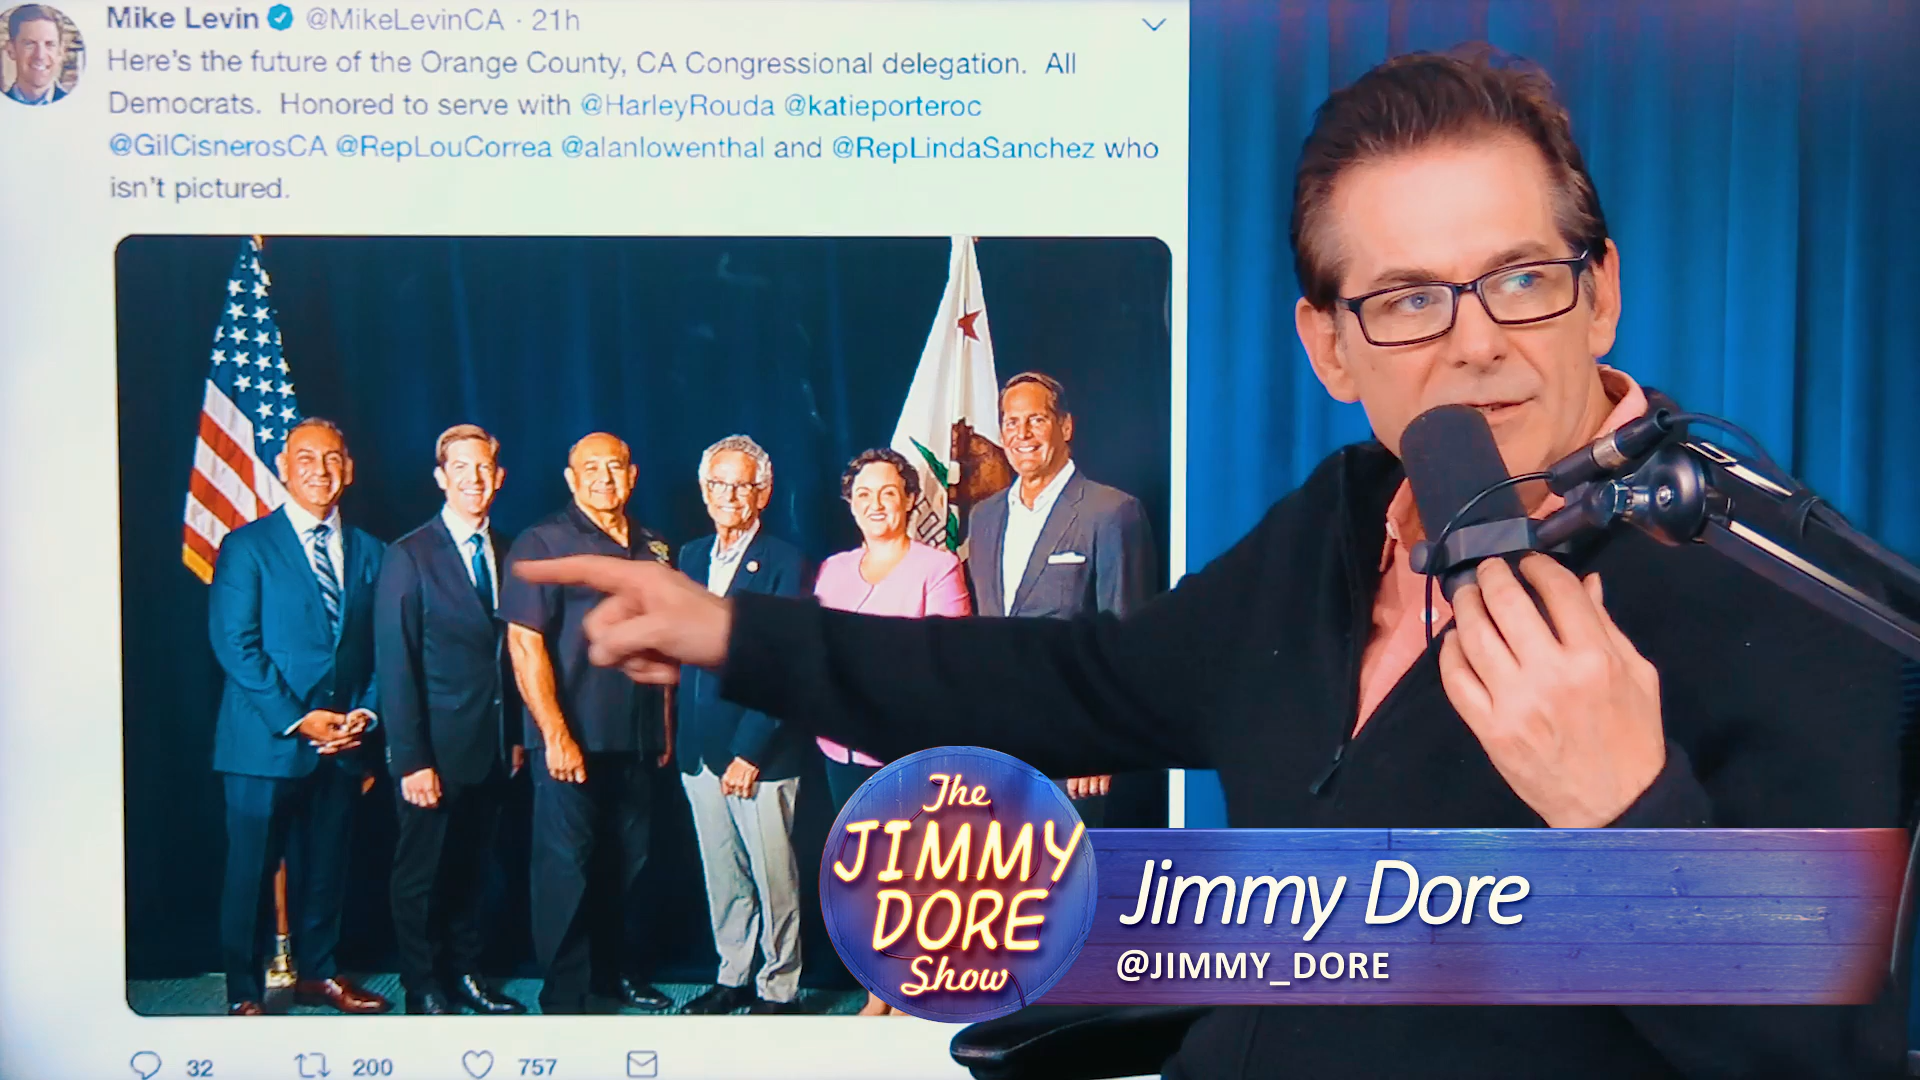 Mike Levin @MikeLevinCA · 21h
Here's the future of the Orange County, CA Congressional delegation. All
Democrats. Honored to serve with @HarleyRouda @katieporteroc
@GilCisnerosCA @RepLouCorrea @alanlowenthal and @RepLindaSanchez who
isn't pictured.
32 200 757
The
JIMMY
DORE
Show
Jimmy Dore
@JIMMY_DORE